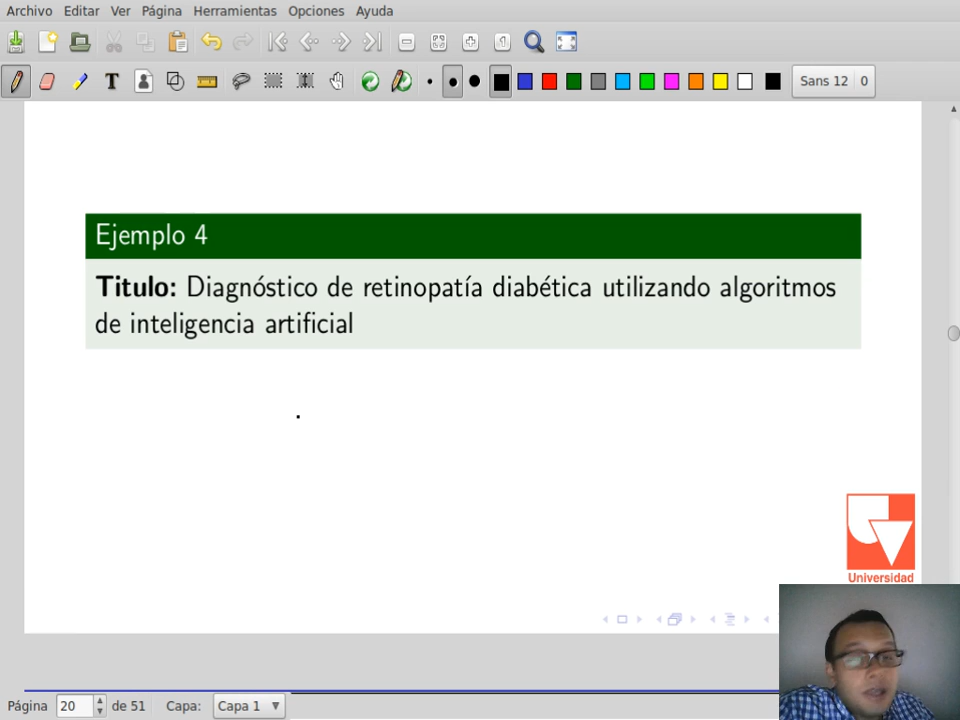 Archivo Editar Ver Página Herramientas Opciones Ayuda
T
Sans 12 0
Ejemplo 4
Titulo: Diagnóstico de retinopatía diabética utilizando algoritmos
de inteligencia artificial
Universidad
Página 20 de 51 Capa: Capa 1